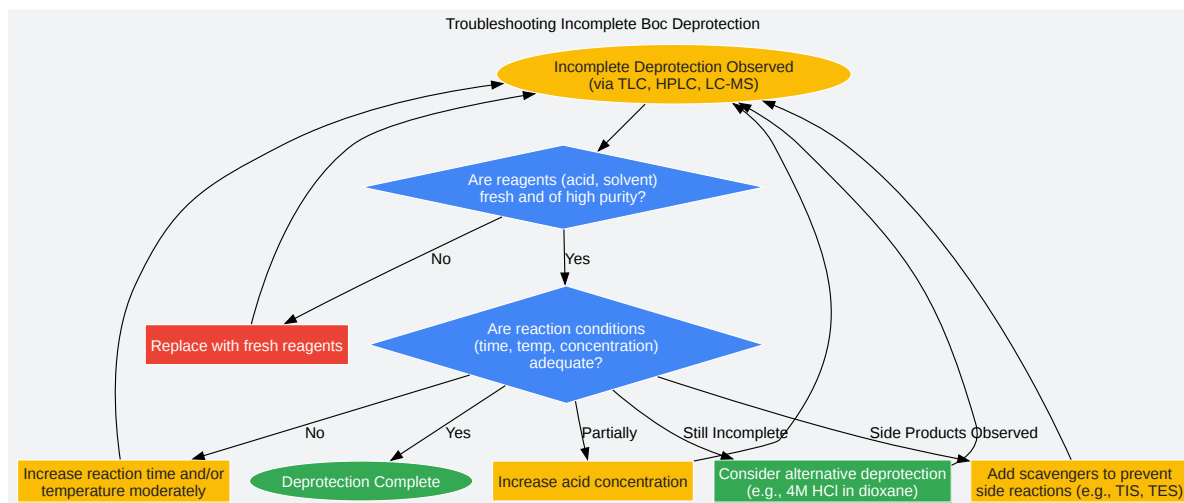 Troubleshooting Incomplete Boc Deprotection
Incomplete Deprotection Observed
(via TLC, HPLC, LC-MS)
Are reagents (acid, solvent)
fresh and of high purity?
No
Yes
Replace with fresh reagents
Are reaction conditions
(time, temp, concentration)
adequate?
No
Yes
Partially
Still Incomplete
Side Products Observed
Increase reaction time and/or
temperature moderately
Deprotection Complete
Increase acid concentration
Consider alternative deprotection
(e.g., 4M HCl in dioxane)
Add scavengers to prevent
side reactions (e.g., TIS, TES)